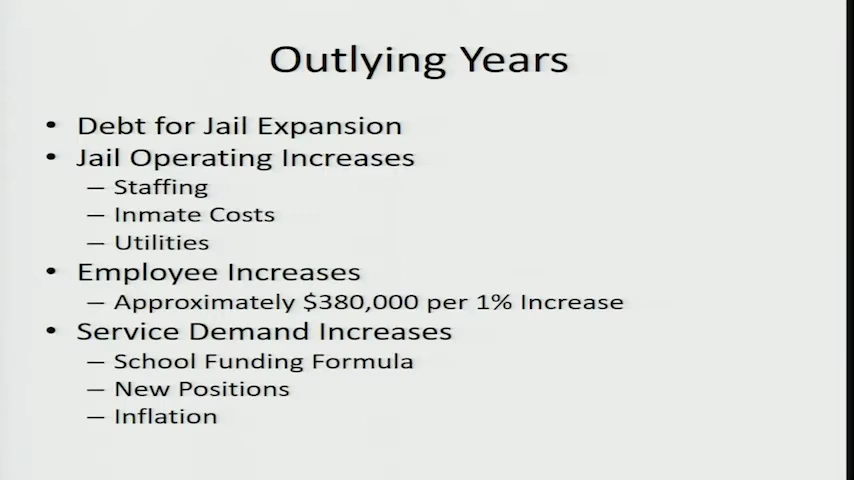 Outlying Years
• Debt for Jail Expansion
• Jail Operating Increases
– Staffing
– Inmate Costs
– Utilities
• Employee Increases
– Approximately $380,000 per 1% Increase
• Service Demand Increases
– School Funding Formula
– New Positions
– Inflation